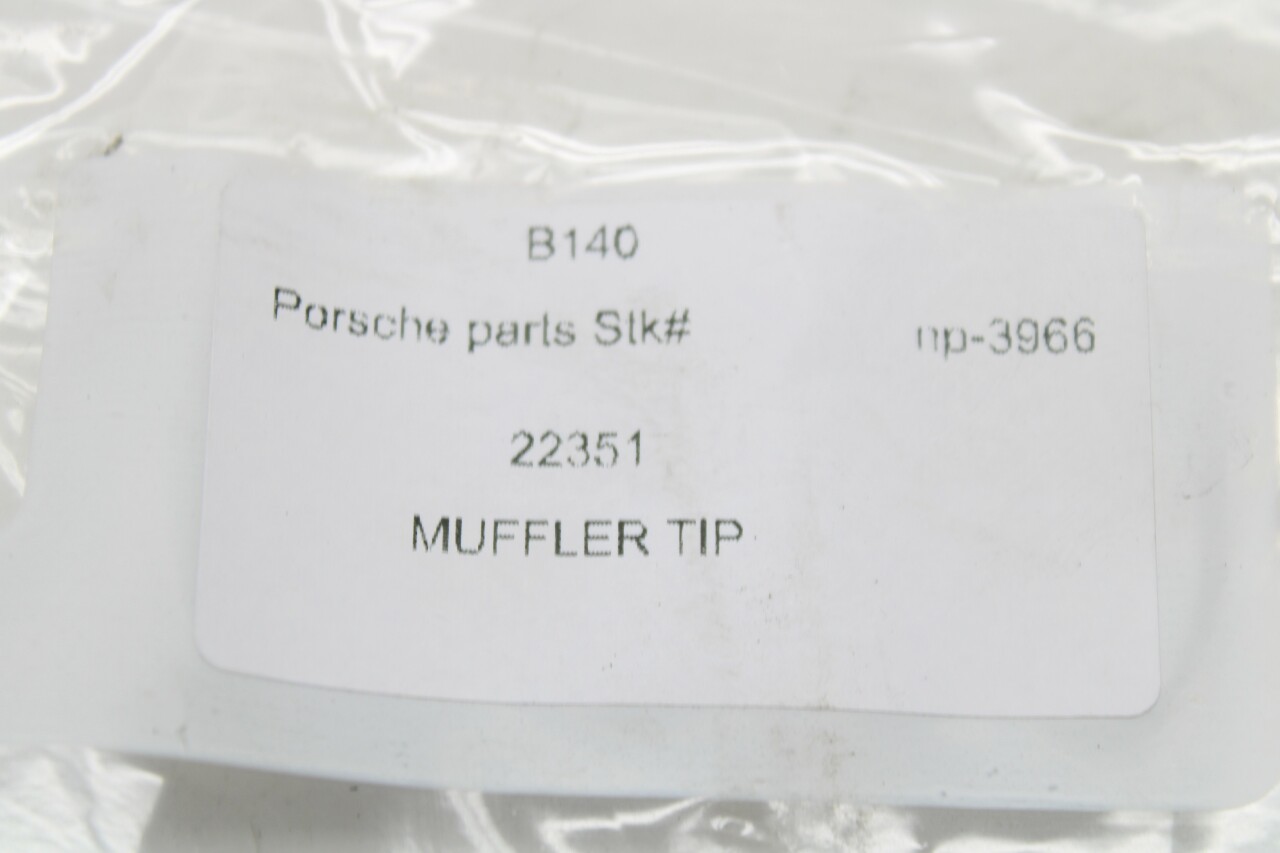 B140
Porsche parts Stk# np-3966
22351
MUFFLER TIP